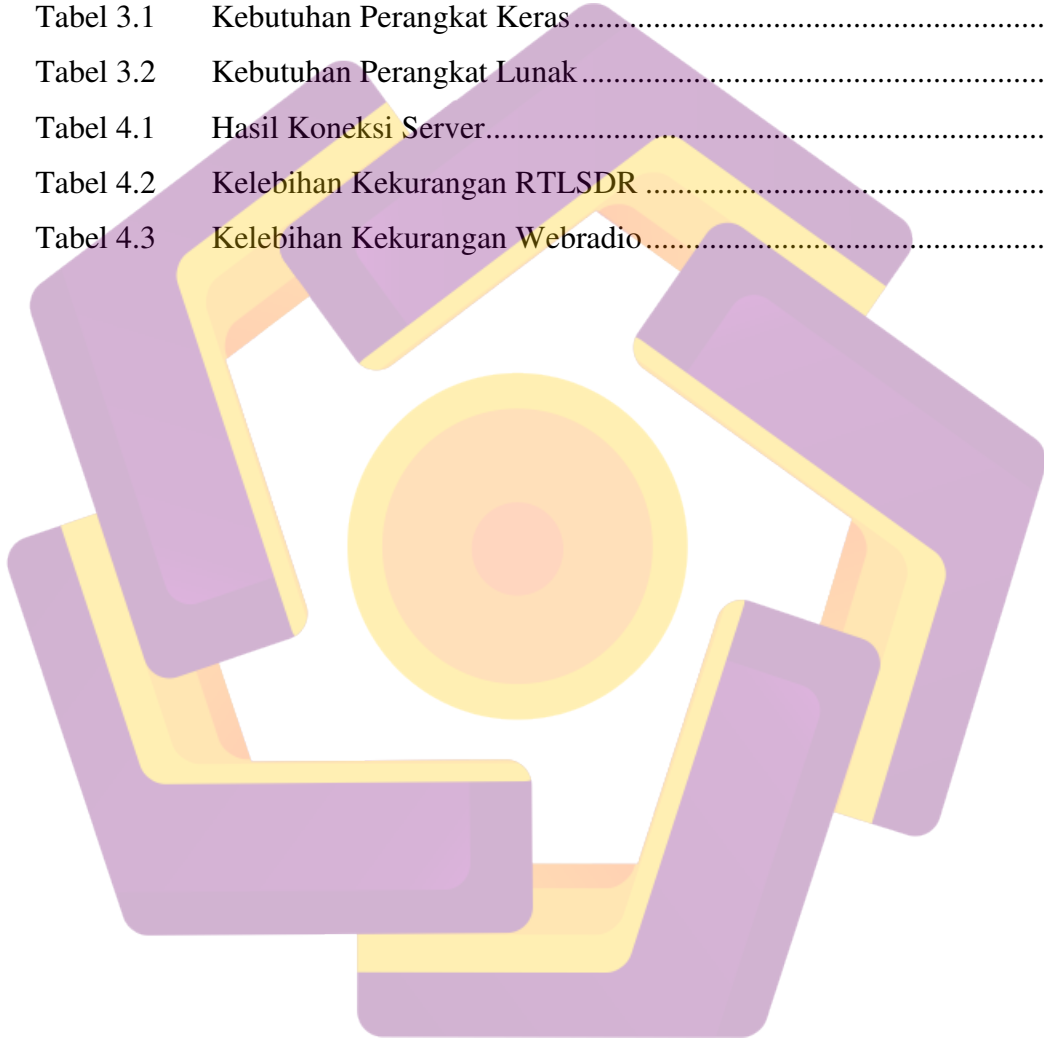 Tabel 3.1 Kebutuhan Perangkat Keras..........................................................
Tabel 3.2 Kebutuhan Perangkat Lunak.........................................................
Tabel 4.1 Hasil Koneksi Server.....................................................................
Tabel 4.2 Kelebihan Kekurangan RTLSDR..................................................
Tabel 4.3 Kelebihan Kekurangan Webradio.................................................